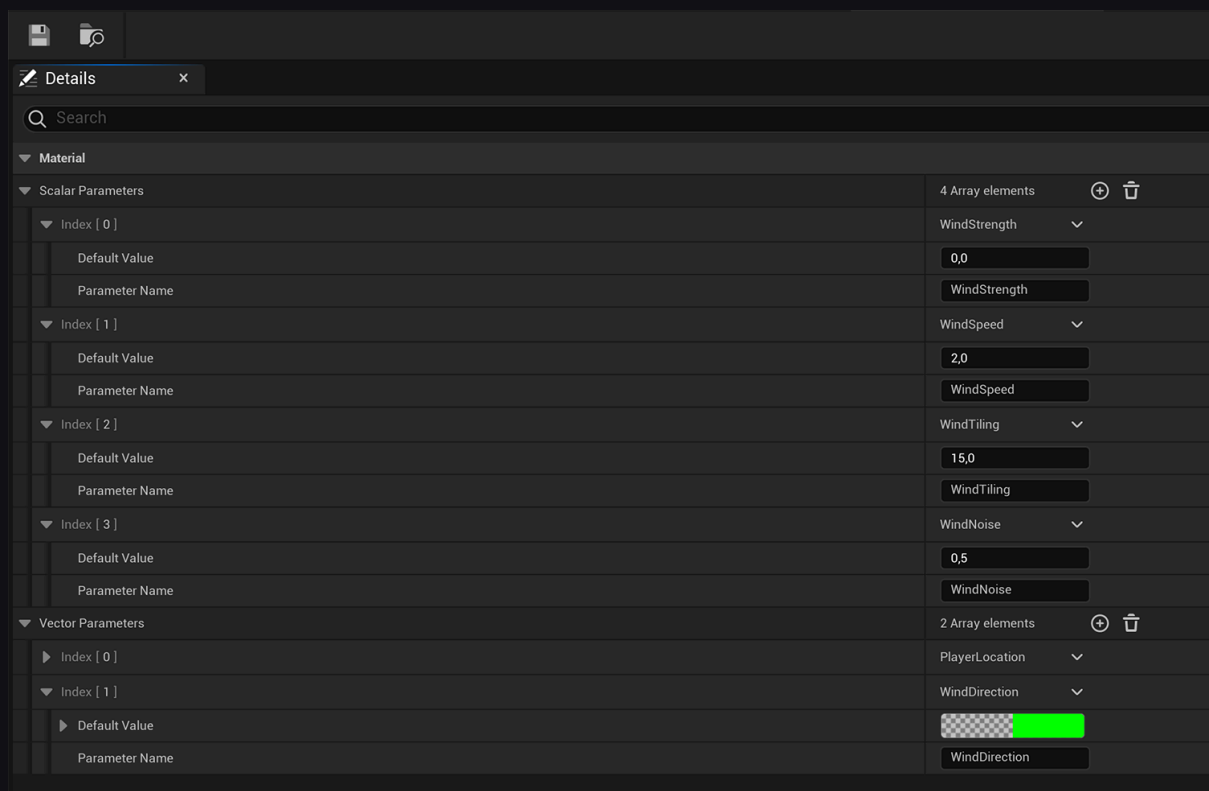 Details
Search
Material
Scalar Parameters 4 Array elements
Index [ 0 ] WindStrength
Default Value 0,0
Parameter Name WindStrength
Index [ 1 ] WindSpeed
Default Value 2,0
Parameter Name WindSpeed
Index [ 2 ] WindTiling
Default Value 15,0
Parameter Name WindTiling
Index [ 3 ] WindNoise
Default Value 0,5
Parameter Name WindNoise
Vector Parameters 2 Array elements
Index [ 0 ] PlayerLocation
Index [ 1 ] WindDirection
Default Value
Parameter Name WindDirection